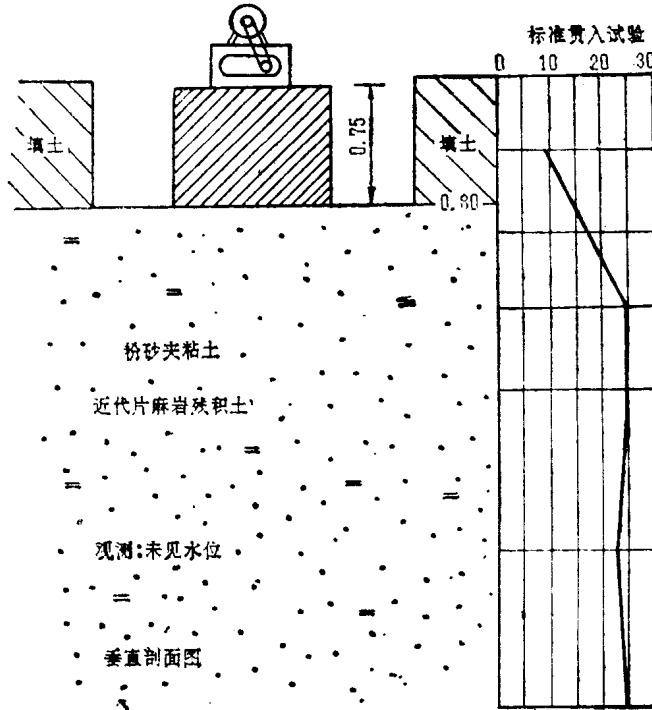 标准贯入试验
0 10 20 30
填土
0.75
填土
0.80
粉砂夹粘土
近代片麻岩残积土
观测:未见水位
垂直剖面图